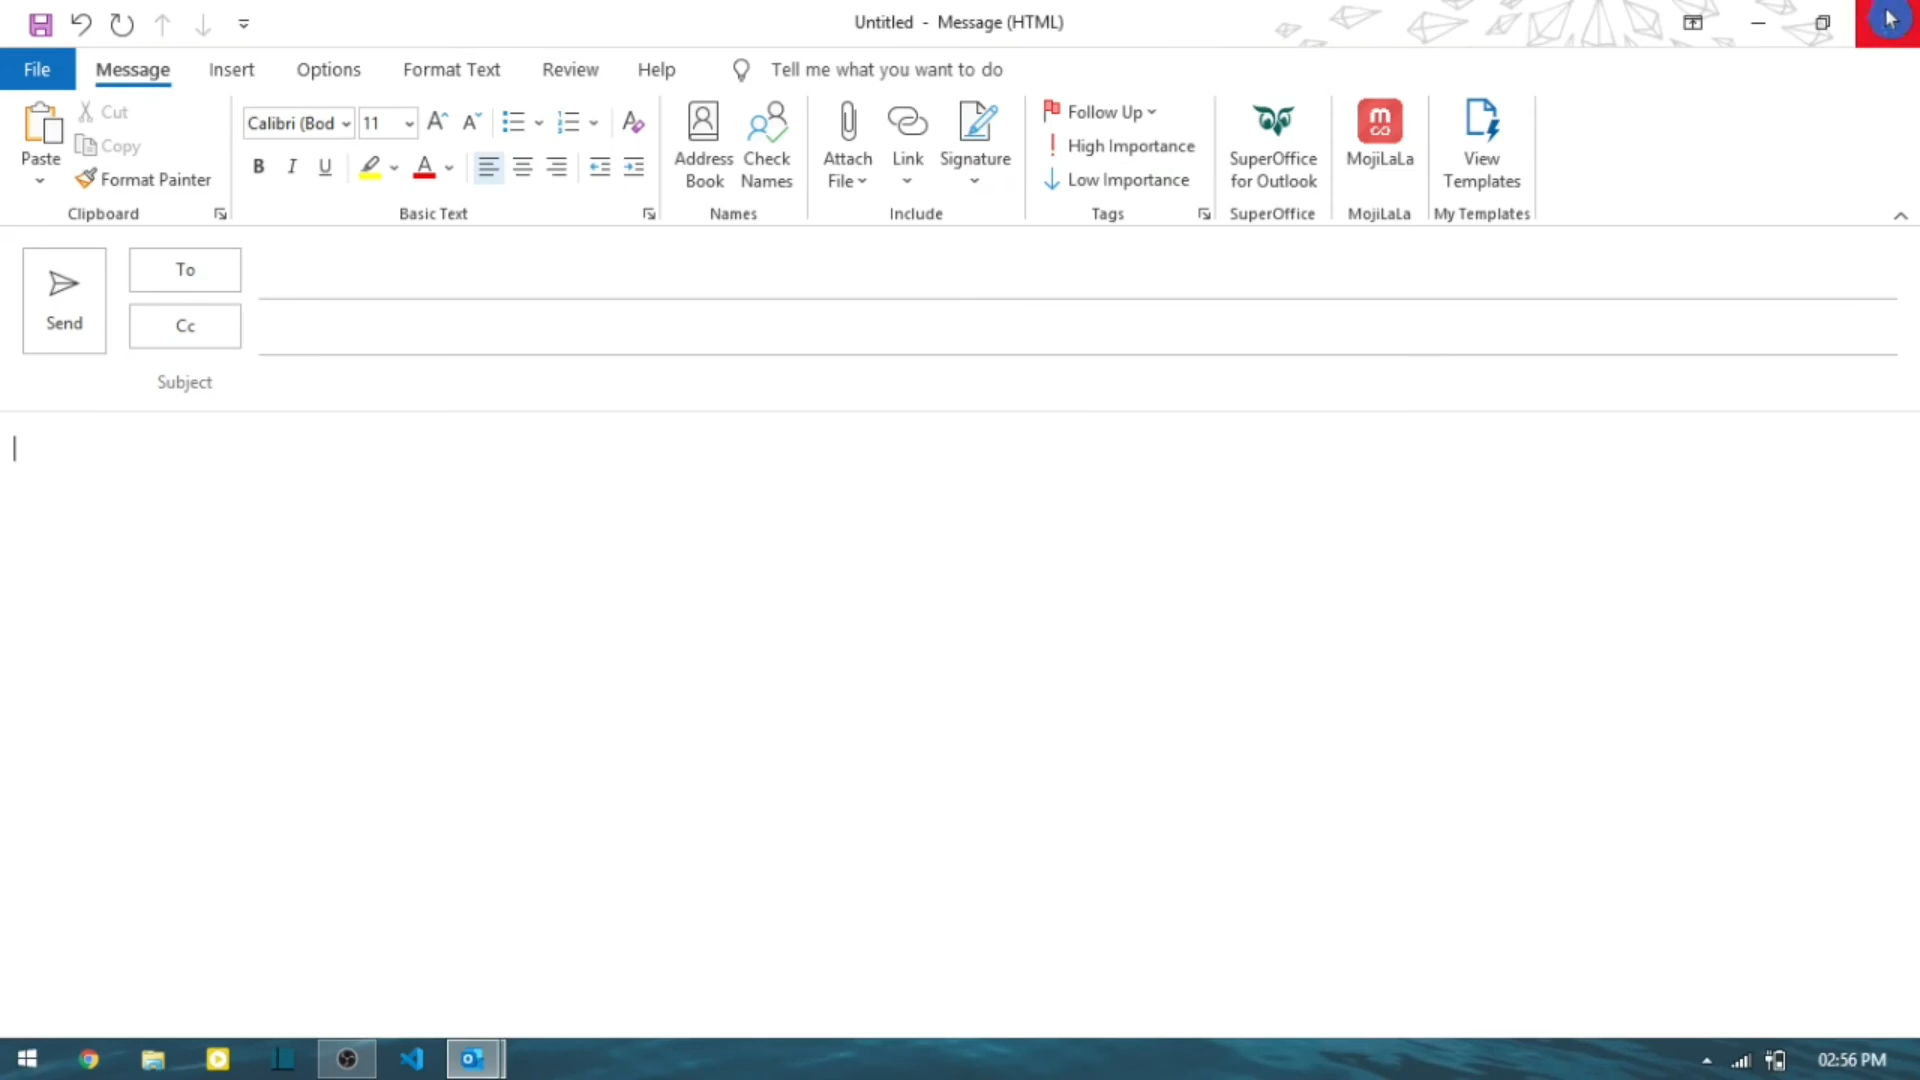 Untitled - Message (HTML)
File Message Insert Options Format Text Review Help Tell me what you want to do
Paste
Cut
Copy
Format Painter
Clipboard
Calibri (Bod 11
B I U
Basic Text
Address Book
Check Names
Names
Attach File
Link
Signature
Include
Follow Up
High Importance
Low Importance
Tags
SuperOffice for Outlook
SuperOffice
MojiLaLa
MojiLaLa
View Templates
My Templates
Send
To
Cc
Subject
02:56 PM